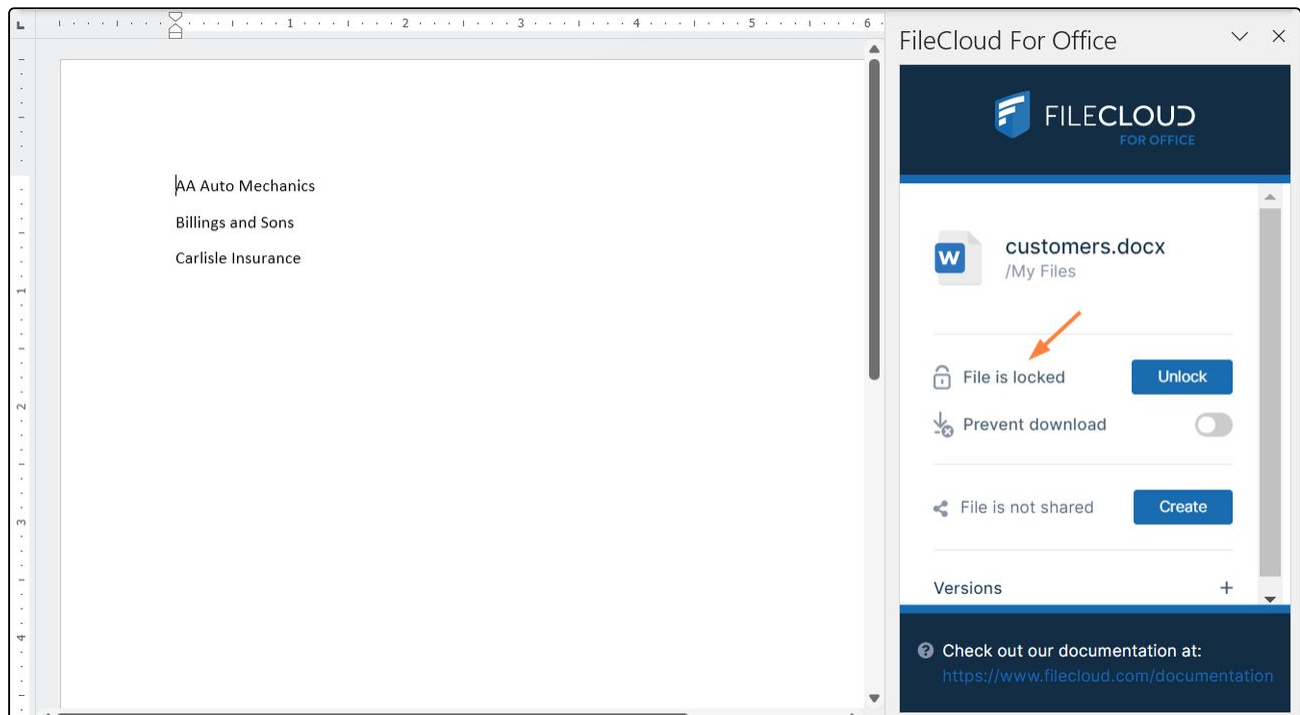 1 2 3 4 5 6
AA Auto Mechanics
Billings and Sons
Carlisle Insurance
1
2
3
4
FileCloud For Office
FILECLOUD
FOR OFFICE
W
customers.docx
/My Files
File is locked Unlock
Prevent download
File is not shared Create
Versions +
? Check out our documentation at:
https://www.filecloud.com/documentation